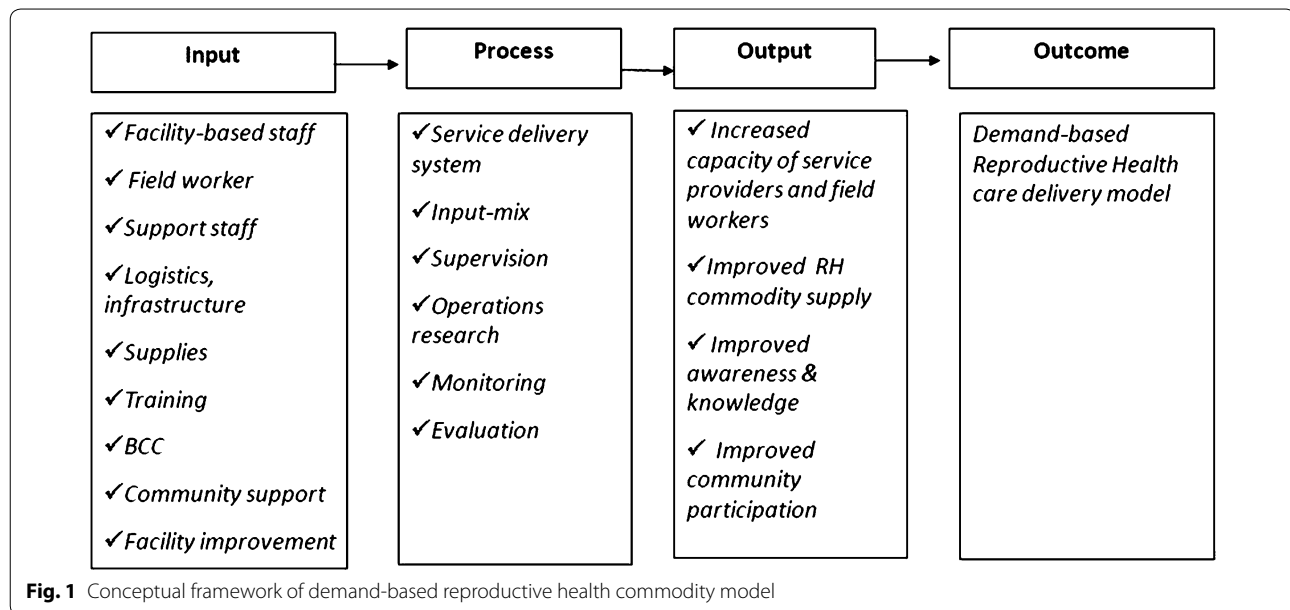 Input
Process
Output
Outcome
✓Facility-based staff
✓ Field worker
✓Support staff
✓Logistics,
infrastructure
✓Supplies
✓Training
✓BCC
✓Community support
✓Facility improvement
✓Service delivery
system
✓Input-mix
✓Supervision
✓Operations
research
✓Monitoring
✓Evaluation
✓ Increased
capacity of service
providers and field
workers
✓Improved RH
commodity supply
✓ Improved
awareness &
knowledge
✓ Improved
community
participation
Demand-based
Reproductive Health
care delivery model
Fig. 1 Conceptual framework of demand-based reproductive health commodity model